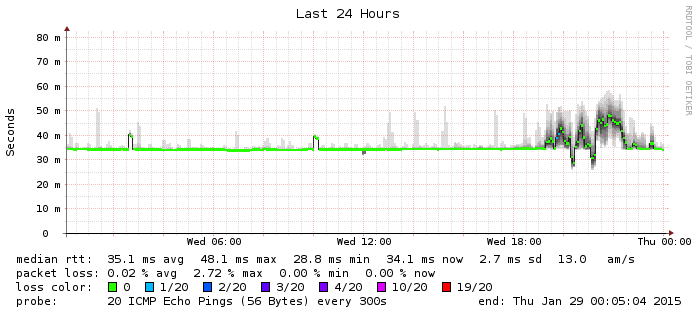 Last 24 Hours
RRDTOOL / TOBI OETIKER
Seconds
80 m
70 m
60 m
50 m
40 m
30 m
20 m
10 m
0
Wed 06:00 Wed 12:00 Wed 18:00 Thu 00:00
median rtt: 35.1 ms avg 48.1 ms max 28.8 ms min 34.1 ms now 2.7 ms sd 13.0 am/s
packet loss: 0.02 % avg 2.72 % max 0.00 % min 0.00 % now
loss color: 0 1/20 2/20 3/20 4/20 10/20 19/20
probe: 20 ICMP Echo Pings (56 Bytes) every 300s end: Thu Jan 29 00:05:04 2015